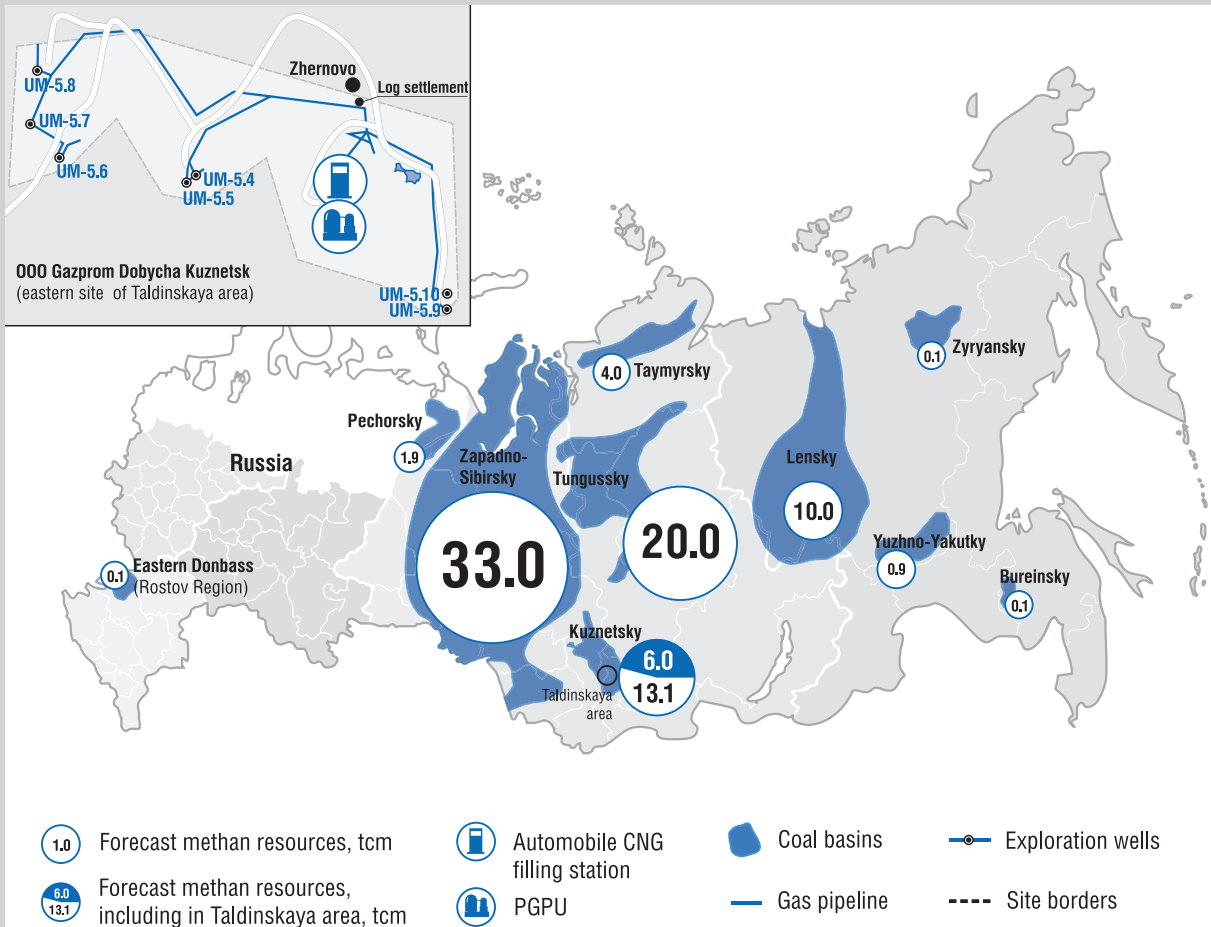 Zhernovo
Log settlement
UM-5.8
UM-5.7
UM-5.6
UM-5.4
UM-5.5
OOO Gazprom Dobycha Kuznetsk
(eastern site of Taldinskaya area)
UM-5.10
UM-5.9
Zyryansky
0.1
Taymyrsky
4.0
Pechorsky
1.9
Zapadno-
Sibirsky
33.0
Tungussky
20.0
Lensky
10.0
Russia
Yuzhno-Yakutky
0.9
Eastern Donbass
(Rostov Region)
0.1
Bureinsky
0.1
Kuznetsky
6.0
13.1
Taldinskaya
area
1.0
Forecast methan resources, tcm
6.0
13.1
Forecast methan resources,
including in Taldinskaya area, tcm
Automobile CNG
filling station
PGPU
Coal basins
Gas pipeline
Exploration wells
Site borders